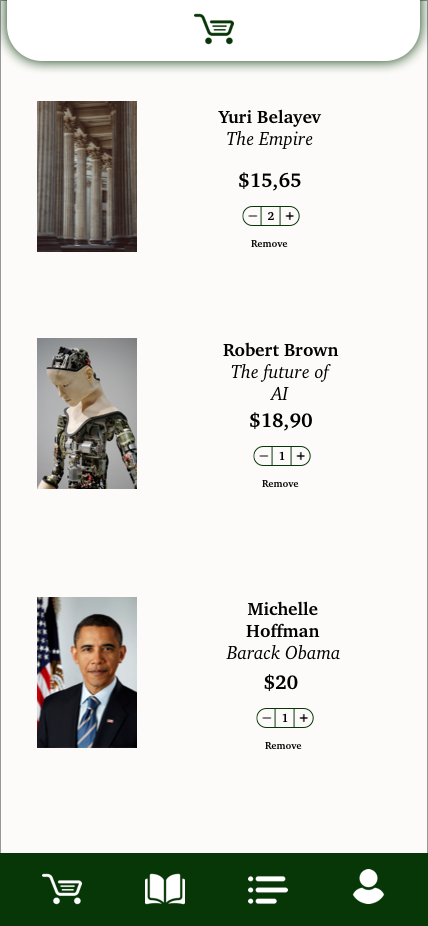 Yuri Belayev
The Empire
$15,65
− 2 +
Remove
Robert Brown
The future of
AI
$18,90
− 1 +
Remove
Michelle
Hoffman
Barack Obama
$20
− 1 +
Remove